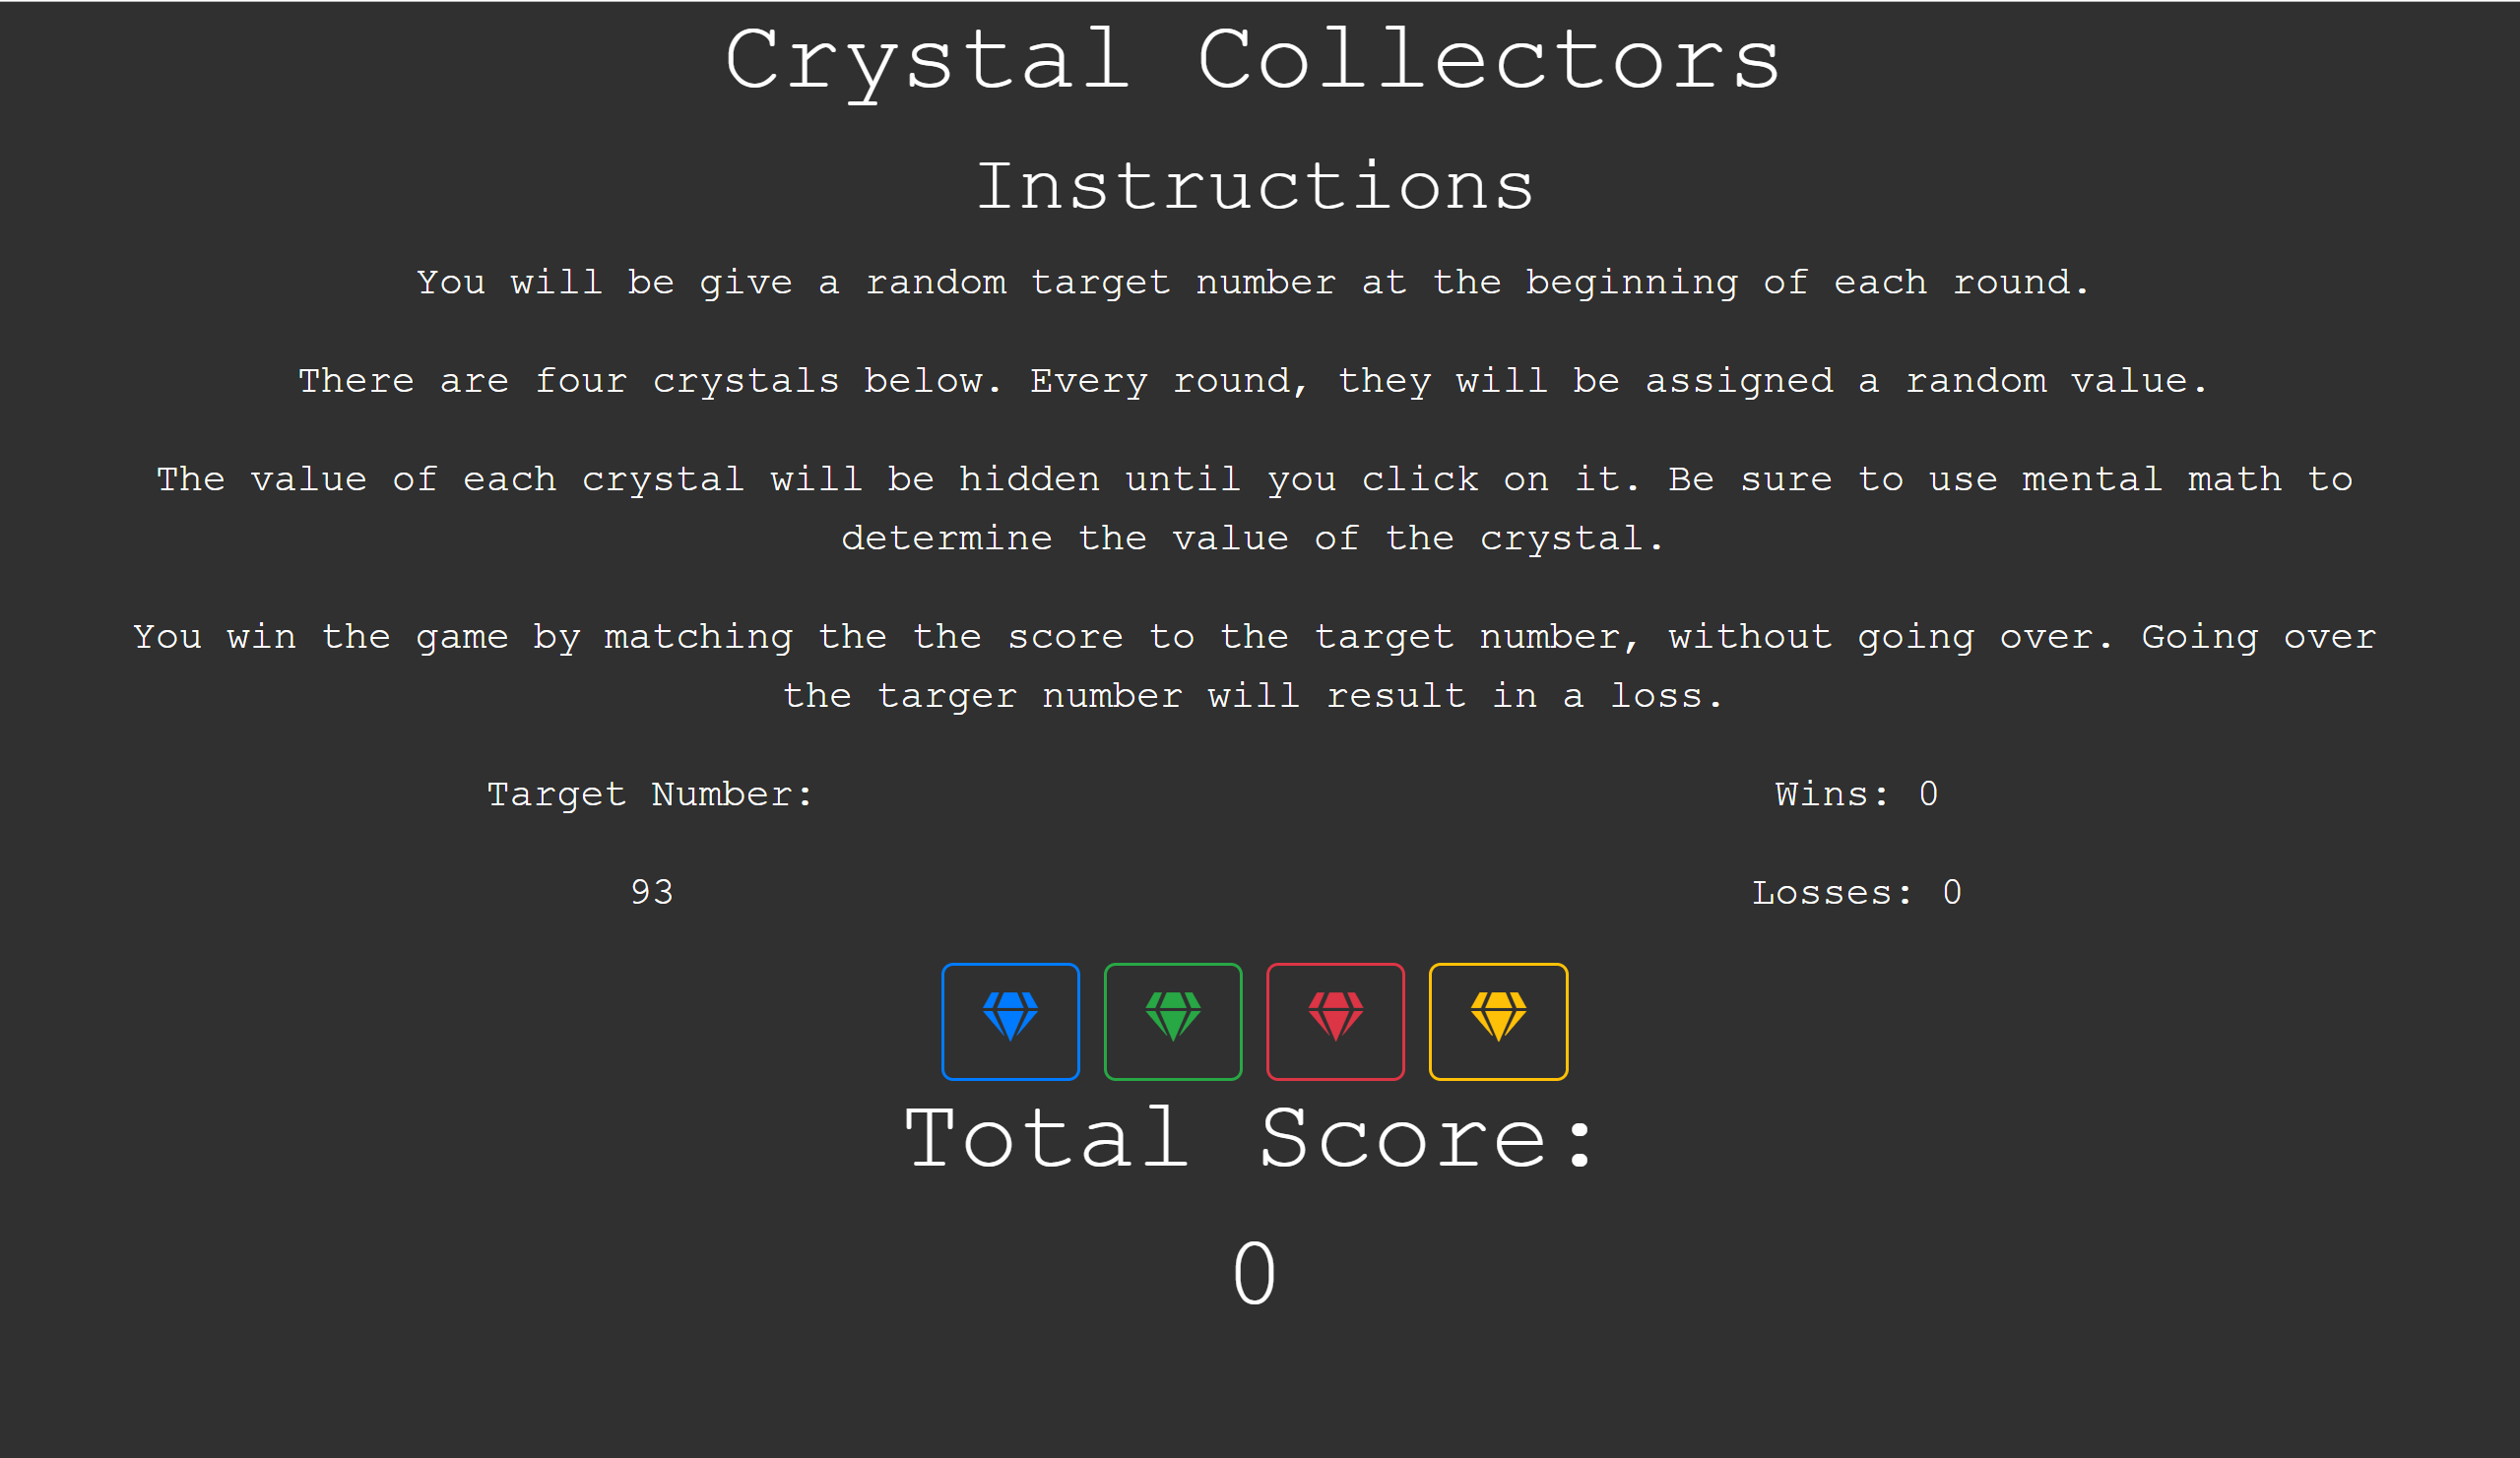 Crystal Collectors
Instructions
You will be give a random target number at the beginning of each round.
There are four crystals below. Every round, they will be assigned a random value.
The value of each crystal will be hidden until you click on it. Be sure to use mental math to
determine the value of the crystal.
You win the game by matching the the score to the target number, without going over. Going over
the targer number will result in a loss.
Target Number:
93
Wins: 0
Losses: 0
Total Score:
0